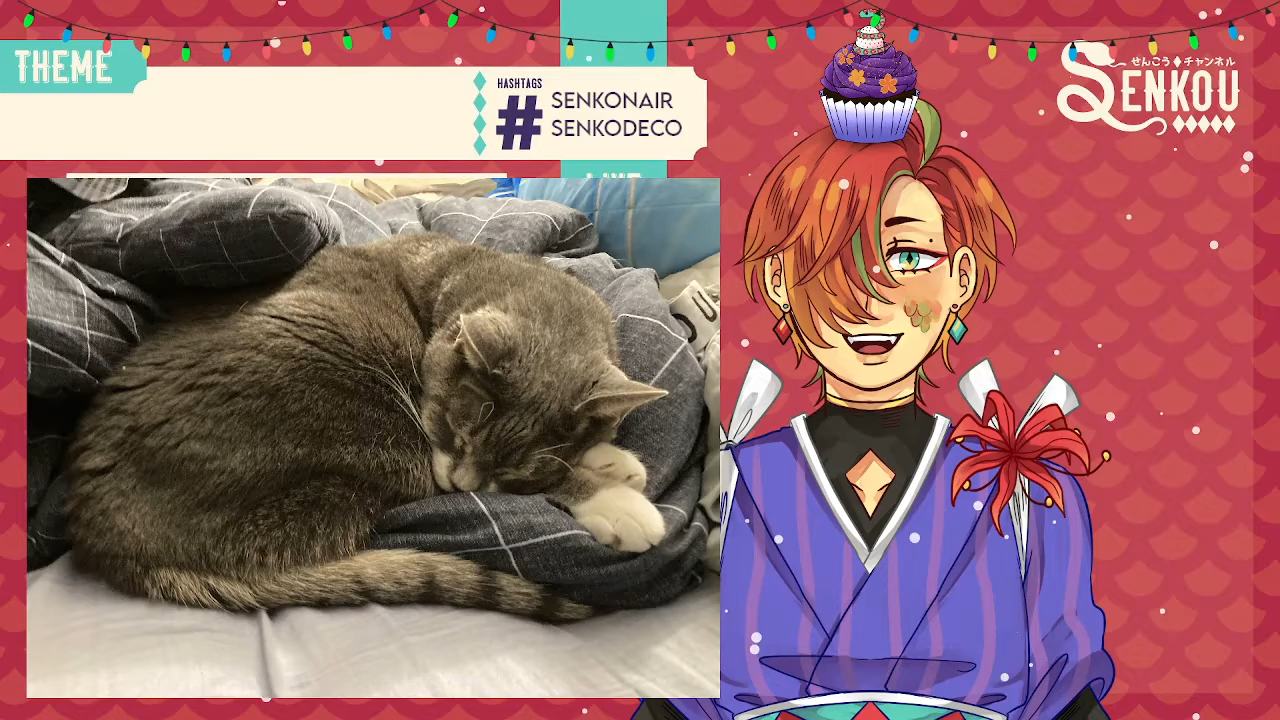 THEME
HASHTAGS
# SENKONAIR
SENKODECO
せんこう♦チャンネル
SENKOU